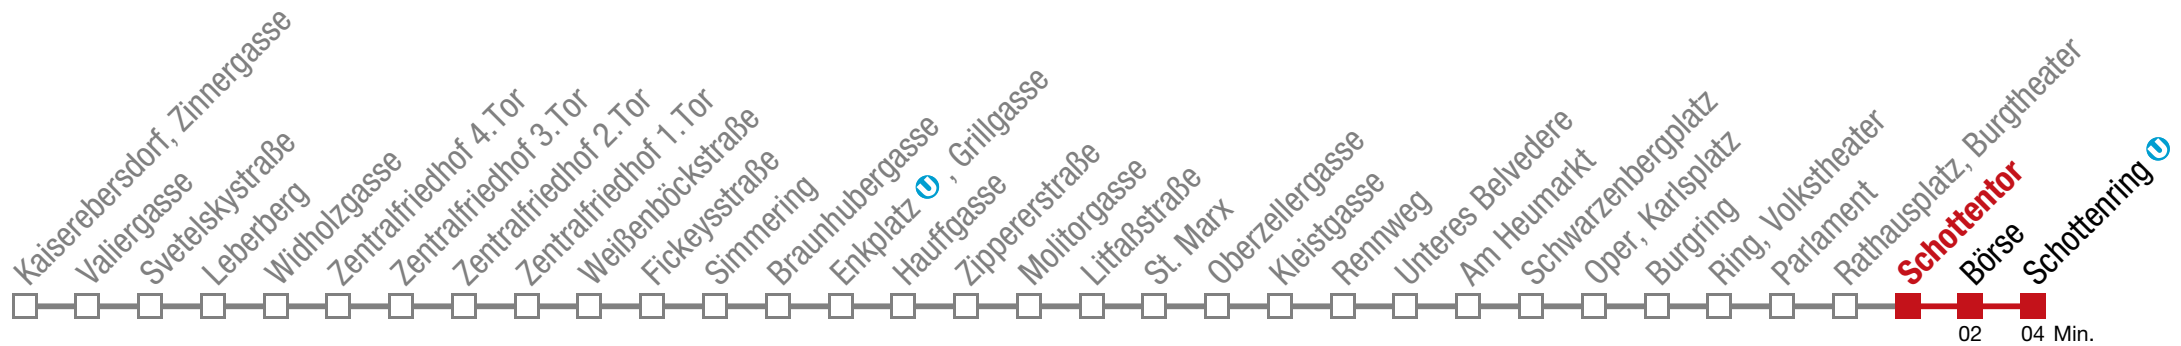 Kaiserebersdorf, Zinnergasse
Valiergasse
Svetelskystraße
Leberberg
Widholzgasse
Zentralfriedhof 4.Tor
Zentralfriedhof 3.Tor
Zentralfriedhof 2.Tor
Zentralfriedhof 1.Tor
Weißenböckstraße
Fickeysstraße
Simmering
Braunhubergasse
Enkplatz U, Grillgasse
Hauffgasse
Zippererstraße
Molitorgasse
Litfaßstraße
St. Marx
Oberzellergasse
Kleistgasse
Rennweg
Unteres Belvedere
Am Heumarkt
Schwarzenbergplatz
Oper, Karlsplatz
Burgring
Ring, Volkstheater
Parlament
Rathausplatz, Burgtheater
Schottentor
Börse
Schottenring U
02 04 Min.